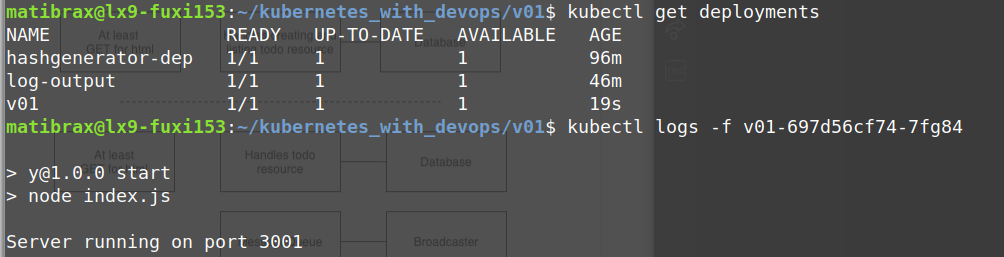 matibrax@lx9-fuxi153:~/kubernetes_with_devops/v01$ kubectl get deployments
NAME READY UP-TO-DATE AVAILABLE AGE
hashgenerator-dep 1/1 1 1 96m
log-output 1/1 1 1 46m
v01 1/1 1 1 19s
matibrax@lx9-fuxi153:~/kubernetes_with_devops/v01$ kubectl logs -f v01-697d56cf74-7fg84
> y@1.0.0 start
> node index.js
Server running on port 3001
At least
GET for html
listing todo resource
Database
At least
Handles todo
resource
Database
Broadcaster